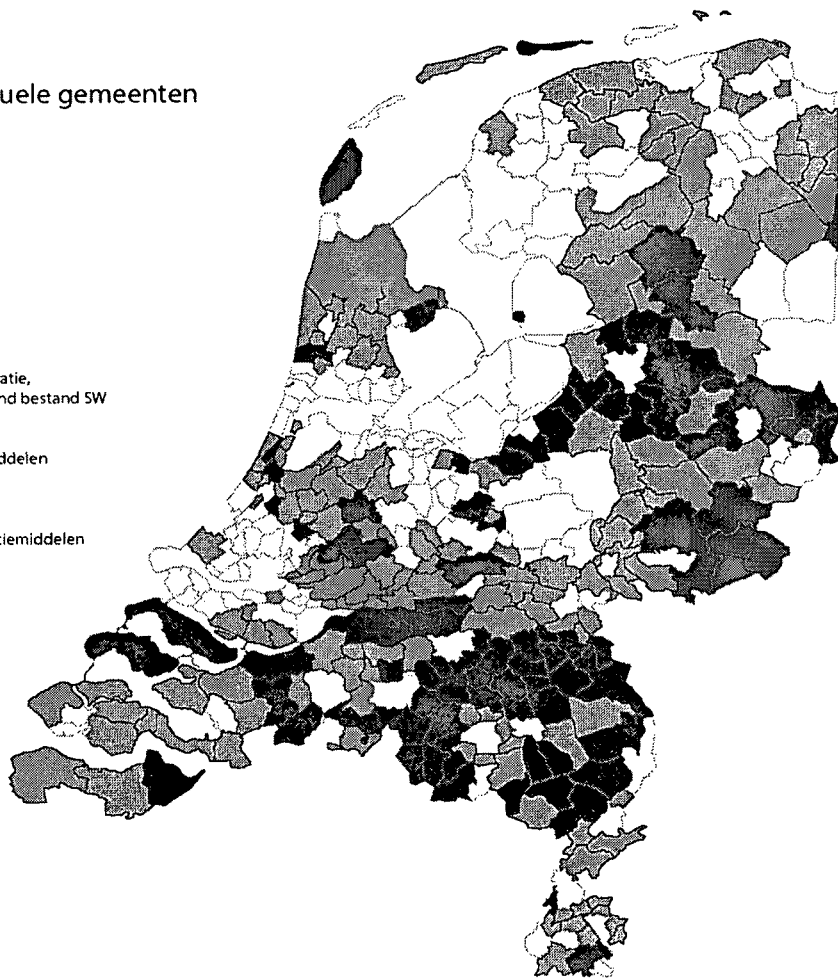 uele gemeenten
atie,
nd bestand SW
ddelen
tiemiddelen